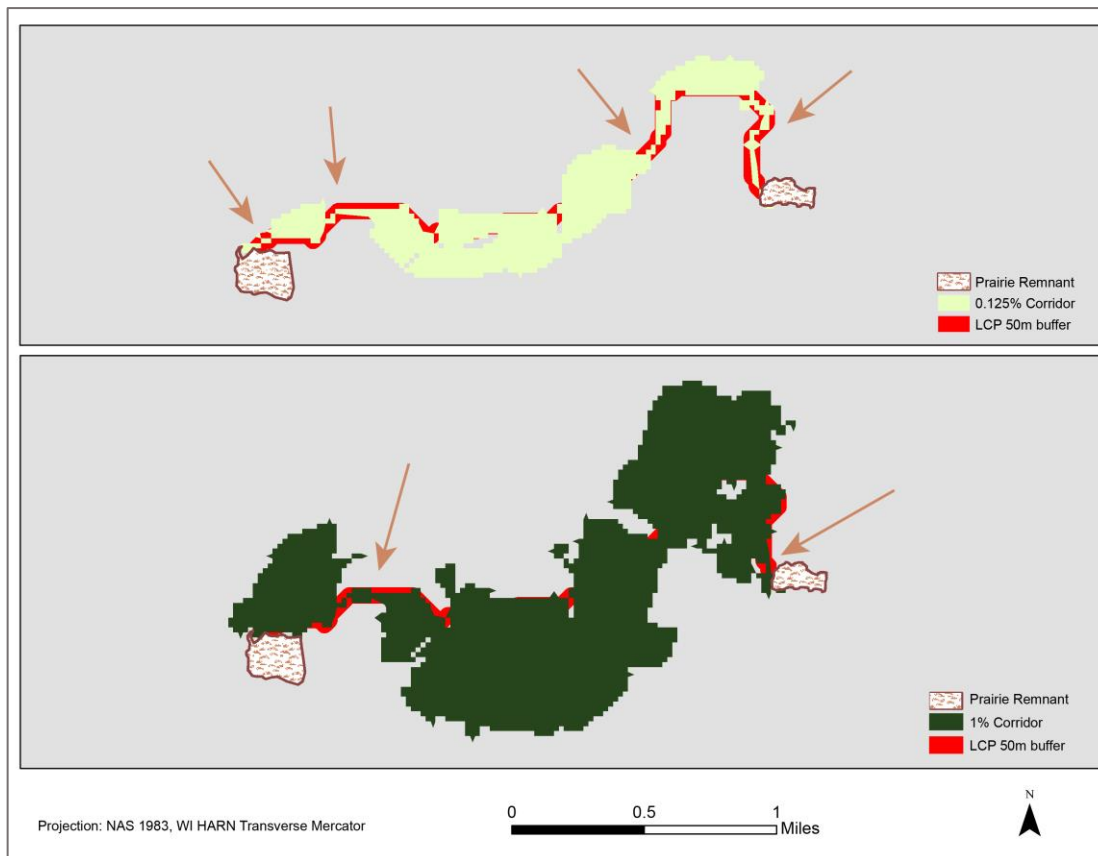 Prairie Remnant
0.125% Corridor
LCP 50m buffer
Prairie Remnant
1% Corridor
LCP 50m buffer
Projection: NAS 1983, WI HARN Transverse Mercator
0 0.5 1
Miles
N